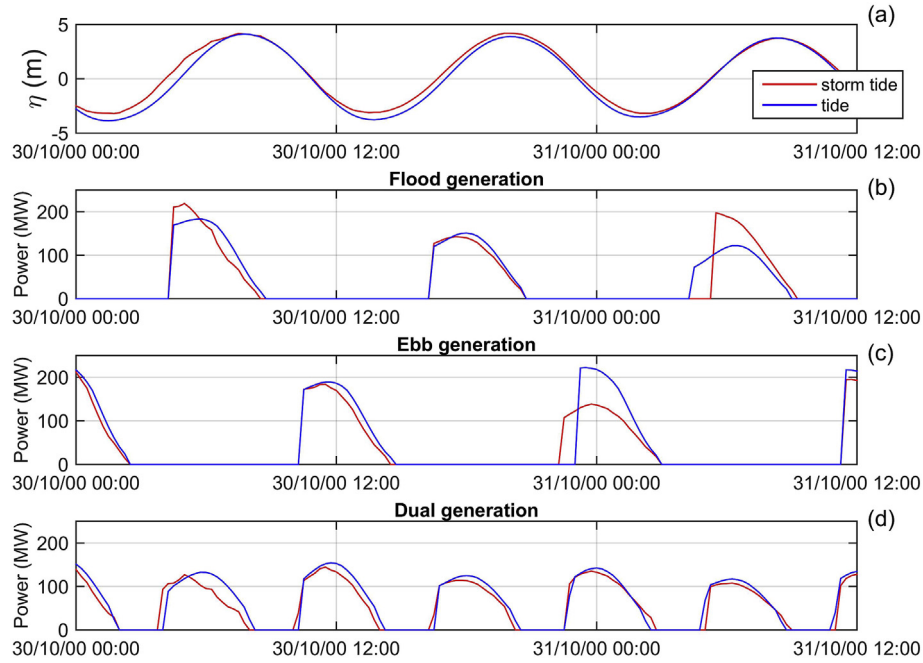 (a)
5
0
-5
η (m)
storm tide
tide
30/10/00 00:00 30/10/00 12:00 31/10/00 00:00 31/10/00 12:00
Flood generation
(b)
200
100
0
Power (MW)
30/10/00 00:00 30/10/00 12:00 31/10/00 00:00 31/10/00 12:00
Ebb generation
(c)
200
100
0
Power (MW)
30/10/00 00:00 30/10/00 12:00 31/10/00 00:00 31/10/00 12:00
Dual generation
(d)
200
100
0
Power (MW)
30/10/00 00:00 30/10/00 12:00 31/10/00 00:00 31/10/00 12:00